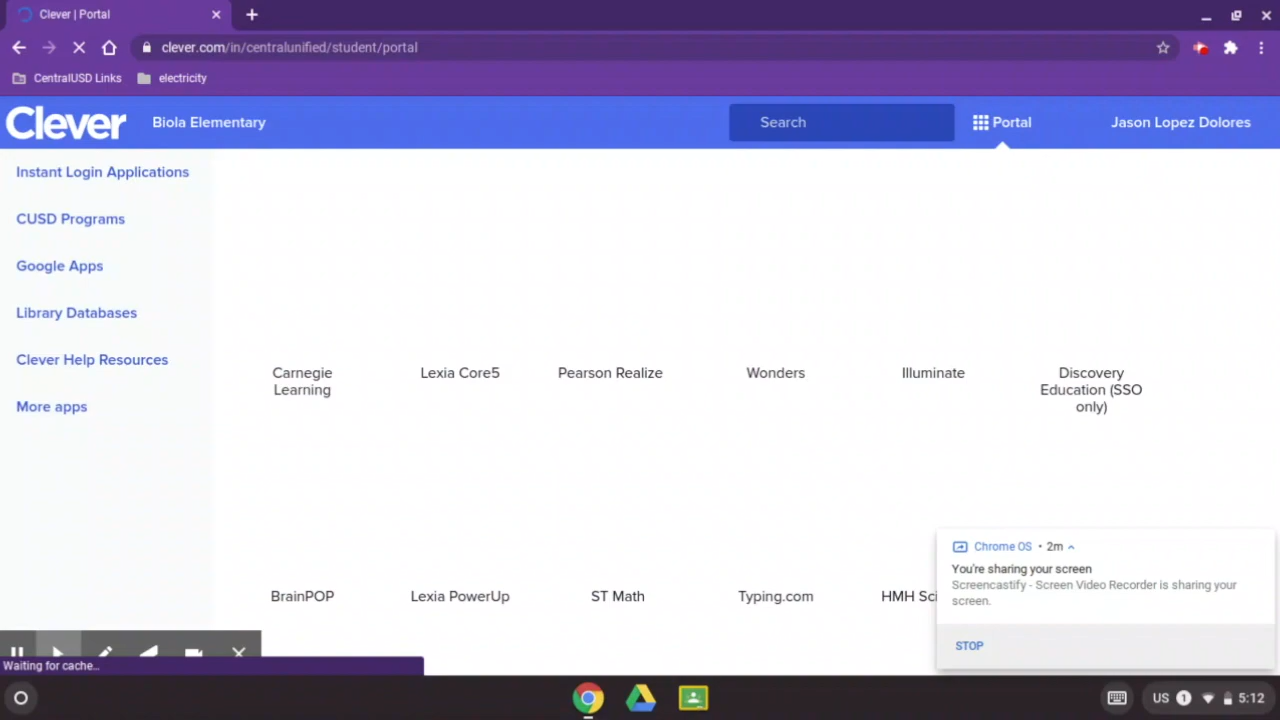 Clever | Portal
clever.com/in/centralunified/student/portal
CentralUSD Links
electricity
Clever
Biola Elementary
Search
Portal
Jason Lopez Dolores
Instant Login Applications
CUSD Programs
Google Apps
Library Databases
Clever Help Resources
More apps
Carnegie
Learning
Lexia Core5
Pearson Realize
Wonders
Illuminate
Discovery
Education (SSO
only)
BrainPOP
Lexia PowerUp
ST Math
Typing.com
HMH Sci
Chrome OS • 2m
You're sharing your screen
Screencastify - Screen Video Recorder is sharing your
screen.
STOP
Waiting for cache...
US 1 5:12